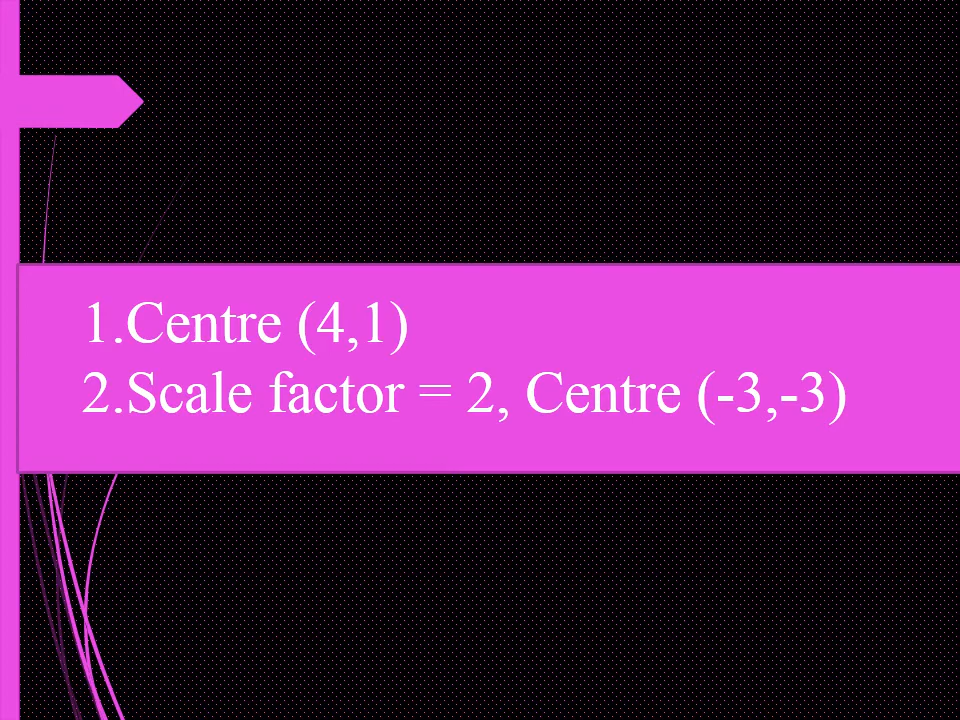 1.Centre (4,1)
2.Scale factor = 2, Centre (-3,-3)